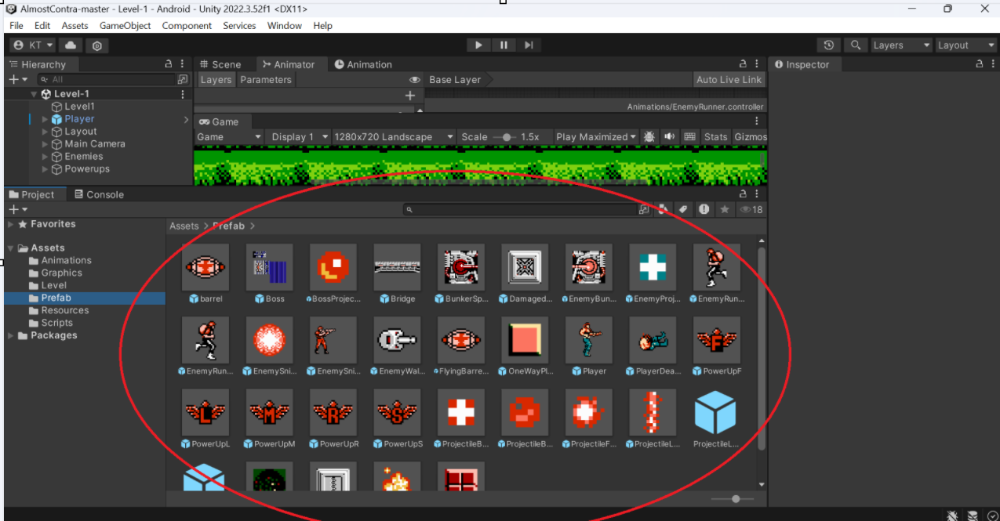 AlmostContra-master - Level-1 - Android - Unity 2022.3.52f1 <DX11>
File Edit Assets GameObject Component Services Window Help
KT Layers Layout
Hierarchy Scene Animator Animation Inspector
All Layers Parameters Base Layer Auto Live Link
Level-1
Level1 Animations/EnemyRunner.controller
Player Game
Layout Game Display 1 1280x720 Landscape Scale 1.5x Play Maximized Stats Gizmos
Main Camera
Enemies
Powerups
Project Console
18
Favorites Assets > Prefab >
Assets
Animations
Graphics
Level
Prefab
Resources
Scripts
Packages
barrel Boss BossProjec... Bridge BunkerSp... Damaged... EnemyBun... EnemyProj... EnemyRun...
EnemyRun... EnemySni... EnemySni... EnemyWal... FlyingBarre... OneWayPl... Player PlayerDea... PowerUpF
PowerUpL PowerUpM PowerUpR PowerUpS ProjectileB... ProjectileB... ProjectileF... ProjectileL... ProjectileL...